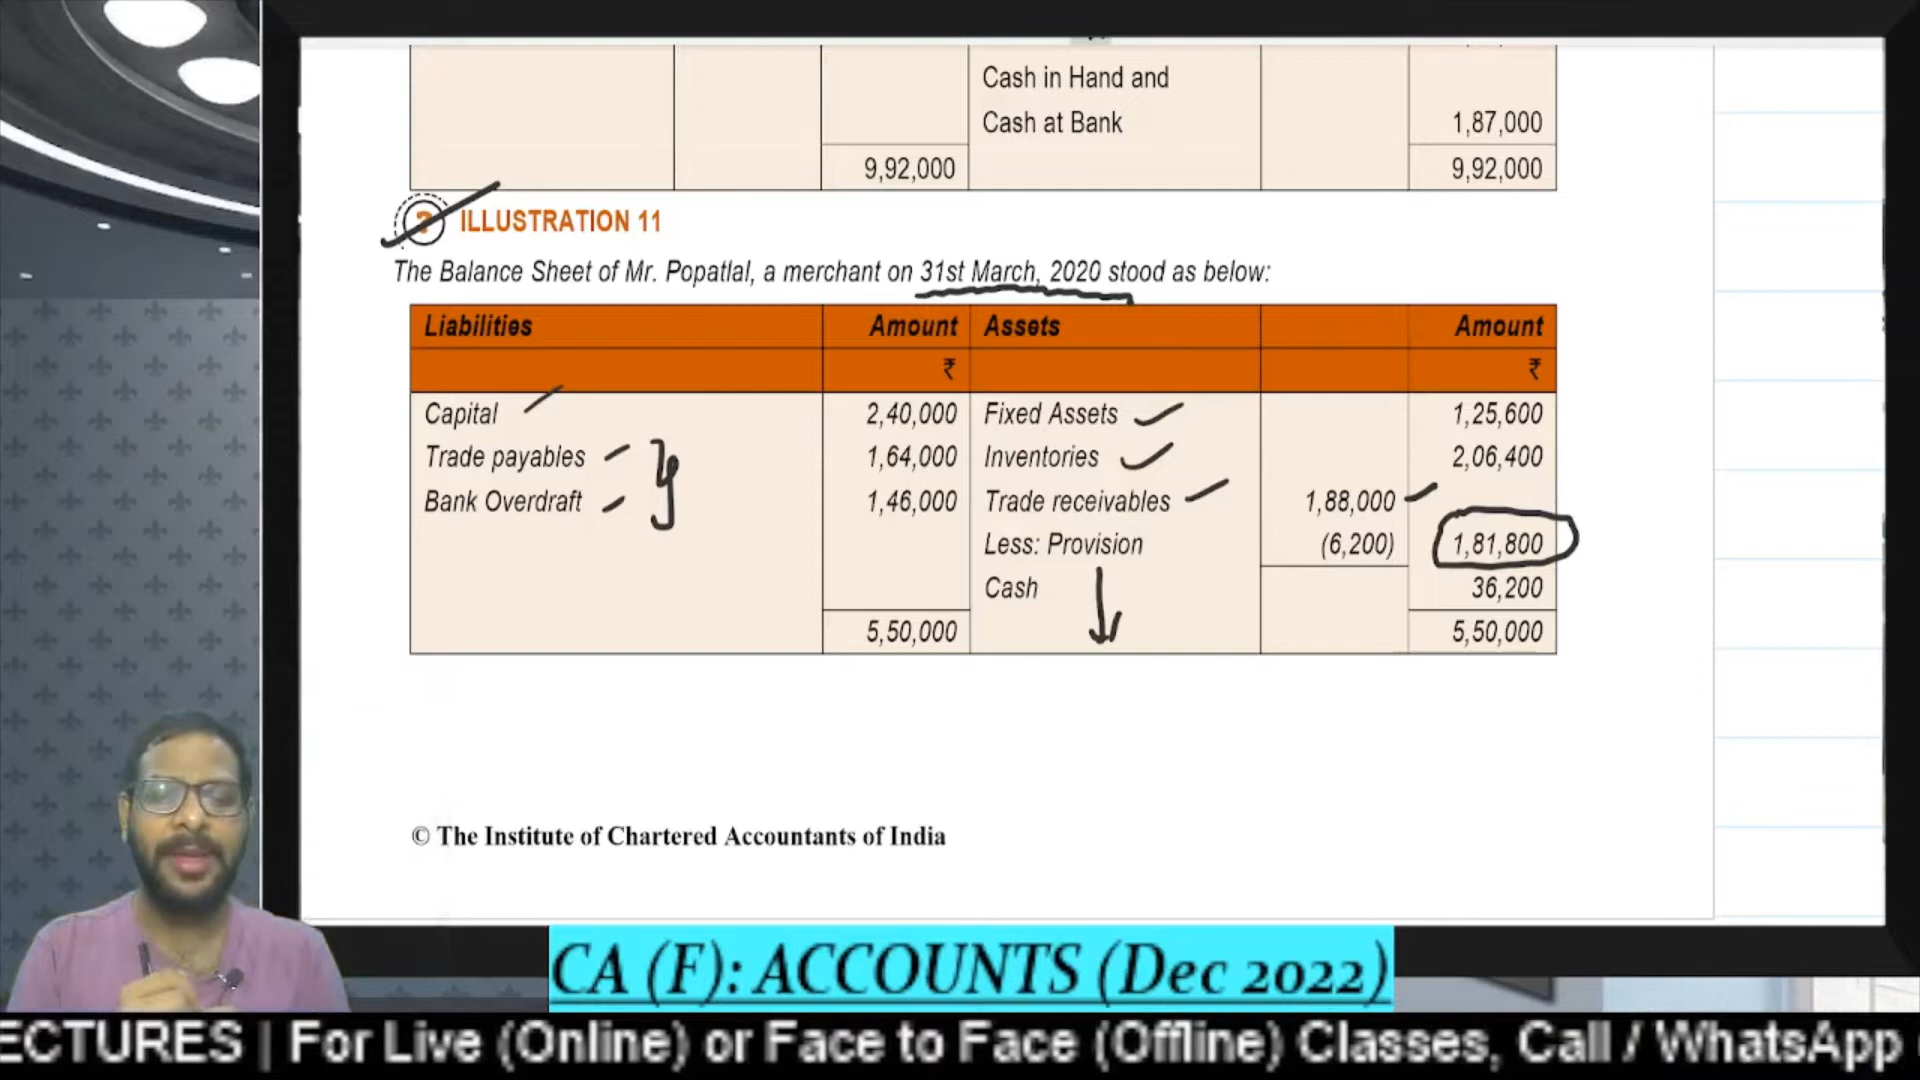 Cash in Hand and
Cash at Bank 1,87,000
9,92,000 9,92,000
ILLUSTRATION 11
The Balance Sheet of Mr. Popatlal, a merchant on 31st March, 2020 stood as below:
Liabilities Amount Assets Amount
₹ ₹
Capital 2,40,000 Fixed Assets 1,25,600
Trade payables 1,64,000 Inventories 2,06,400
Bank Overdraft 1,46,000 Trade receivables 1,88,000
Less: Provision (6,200) 1,81,800
Cash 36,200
5,50,000 5,50,000
© The Institute of Chartered Accountants of India
CA (F): ACCOUNTS (Dec 2022)
ECTURES | For Live (Online) or Face to Face (Offline) Classes, Call / WhatsApp